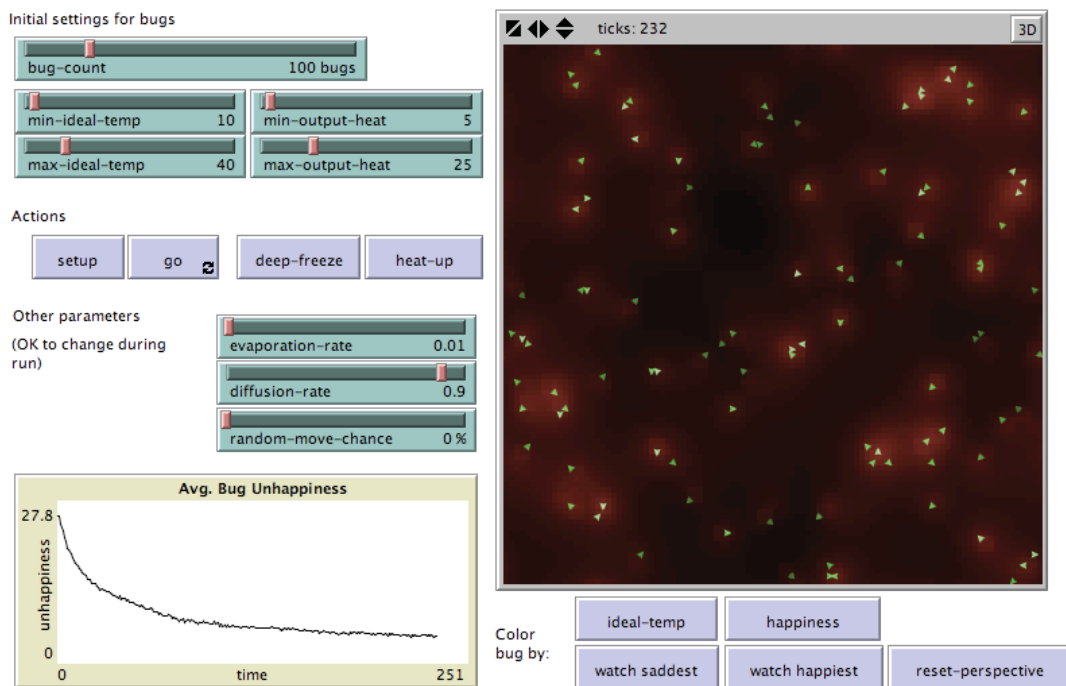 Initial settings for bugs
bug-count 100 bugs
min-ideal-temp 10
min-output-heat 5
max-ideal-temp 40
max-output-heat 25
Actions
setup
go
deep-freeze
heat-up
Other parameters
(OK to change during
run)
evaporation-rate 0.01
diffusion-rate 0.9
random-move-chance 0 %
Avg. Bug Unhappiness
27.8
unhappiness
0
0
time
251
ticks: 232
3D
Color
bug by:
ideal-temp
happiness
watch saddest
watch happiest
reset-perspective